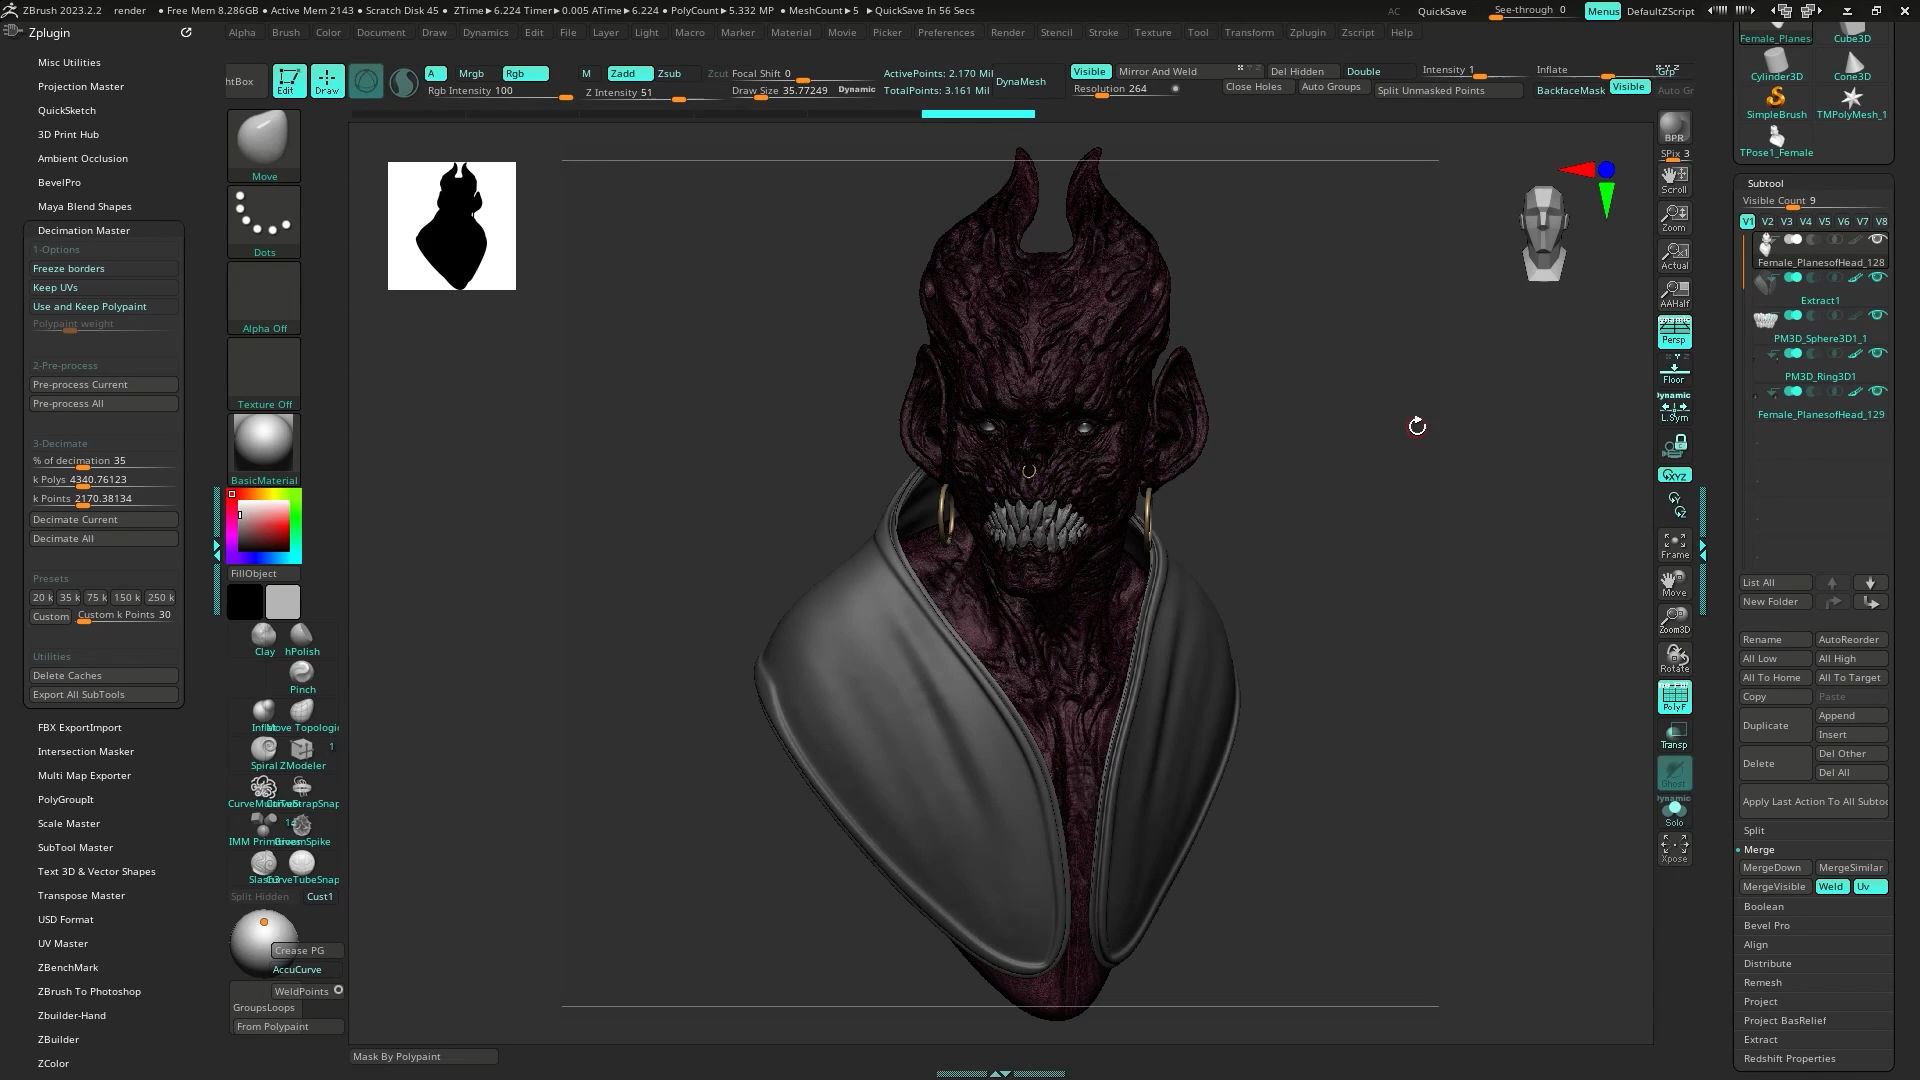 ZBrush 2023.2.2 render • Free Mem 8.286GB • Active Mem 2143 • Scratch Disk 45 • ZTime▸6.224 Timer▸0.005 ATime▸6.224 • PolyCount▸5.332 MP • MeshCount▸5 ▸QuickSave In 56 Secs AC QuickSave See-through 0 Menus DefaultZScript
Zplugin
Alpha Brush Color Document Draw Dynamics Edit File Layer Light Macro Marker Material Movie Picker Preferences Render Stencil Stroke Texture Tool Transform Zplugin Zscript Help
htBox
Edit
Draw
A Mrgb Rgb
Rgb Intensity 100
M Zadd Zsub Zcut
Z Intensity 51
Focal Shift 0
Draw Size 35.77249 Dynamic
ActivePoints: 2.170 Mil
TotalPoints: 3.161 Mil
DynaMesh
Visible Mirror And Weld Del Hidden Double Intensity 1 Inflate Grp
Resolution 264 Close Holes Auto Groups Split Unmasked Points BackfaceMask Visible Auto Gr
Misc Utilities
Projection Master
QuickSketch
3D Print Hub
Ambient Occlusion
BevelPro
Maya Blend Shapes
Decimation Master
1-Options
Freeze borders
Keep UVs
Use and Keep Polypaint
Polypaint weight
2-Pre-process
Pre-process Current
Pre-process All
3-Decimate
% of decimation 35
k Polys 4340.76123
k Points 2170.38134
Decimate Current
Decimate All
Presets
20 k 35 k 75 k 150 k 250 k
Custom Custom k Points 30
Utilities
Delete Caches
Export All SubTools
FBX ExportImport
Intersection Masker
Multi Map Exporter
PolyGroupIt
Scale Master
SubTool Master
Text 3D & Vector Shapes
Transpose Master
USD Format
UV Master
ZBenchMark
ZBrush To Photoshop
Zbuilder-Hand
ZBuilder
ZColor
Move
Dots
Alpha Off
Texture Off
BasicMaterial
FillObject
Clay hPolish
Pinch
Move Topologi
1
Spiral ZModeler
14
IMM Prim
Split Hidden Cust1
Crease PG
AccuCurve
WeldPoints
GroupsLoops
From Polypaint
Mask By Polypaint
BPR
SPix 3
Scroll
Zoom
Actual
AAHalf
Dynamic
Persp
Floor
Dynamic
L.Sym
XYZ
Y
Z
Frame
Move
Zoom3D
Rotate
PolyF
Transp
Ghost
Dynamic
Solo
Xpose
Female_Planes Cube3D
Cylinder3D Cone3D
SimpleBrush TMPolyMesh_1
TPose1_Female
Subtool
Visible Count 9
V1 V2 V3 V4 V5 V6 V7 V8
Female_PlanesofHead_128
Extract1
PM3D_Sphere3D1_1
PM3D_Ring3D1
Female_PlanesofHead_129
List All
New Folder
Rename AutoReorder
All Low All High
All To Home All To Target
Copy Paste
Duplicate Append
Insert
Delete Del Other
Del All
Apply Last Action To All Subtoo
Split
Merge
MergeDown MergeSimilar
MergeVisible Weld Uv
Boolean
Bevel Pro
Align
Distribute
Remesh
Project
Project BasRelief
Extract
Redshift Properties